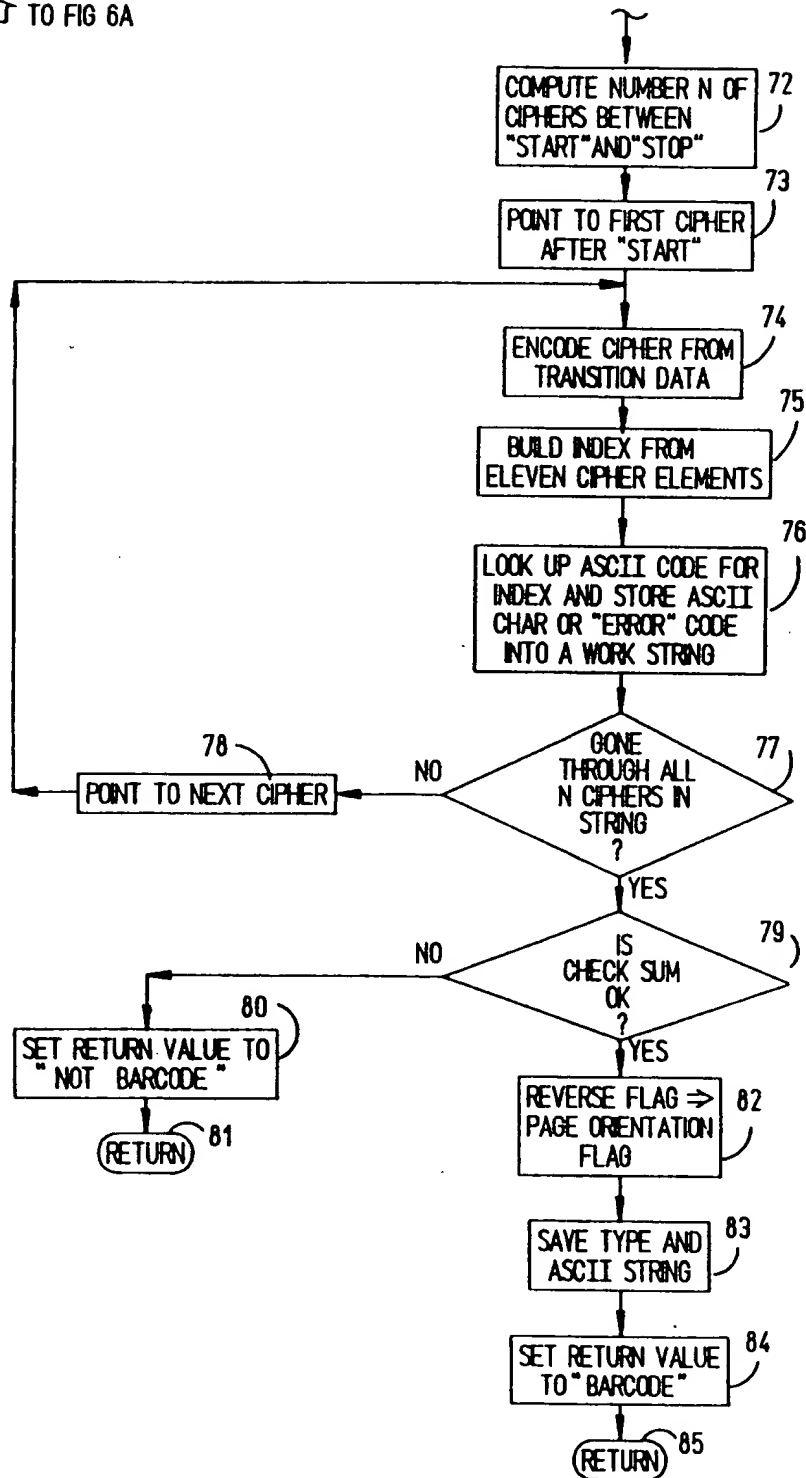 TO FIG 6A
COMPUTE NUMBER N OF
CIPHERS BETWEEN
"START" AND "STOP"
72
POINT TO FIRST CIPHER
AFTER "START"
73
ENCODE CIPHER FROM
TRANSITION DATA
74
BUILD INDEX FROM
ELEVEN CIPHER ELEMENTS
75
LOOK UP ASCII CODE FOR
INDEX AND STORE ASCII
CHAR OR "ERROR" CODE
INTO A WORK STRING
76
GONE
THROUGH ALL
N CIPHERS IN
STRING
?
77
NO
78
POINT TO NEXT CIPHER
YES
IS
CHECK SUM
OK
?
79
NO
80
SET RETURN VALUE TO
"NOT BARCODE"
RETURN
81
YES
REVERSE FLAG ⇒
PAGE ORIENTATION
FLAG
82
SAVE TYPE AND
ASCII STRING
83
SET RETURN VALUE
TO "BARCODE"
84
RETURN
85